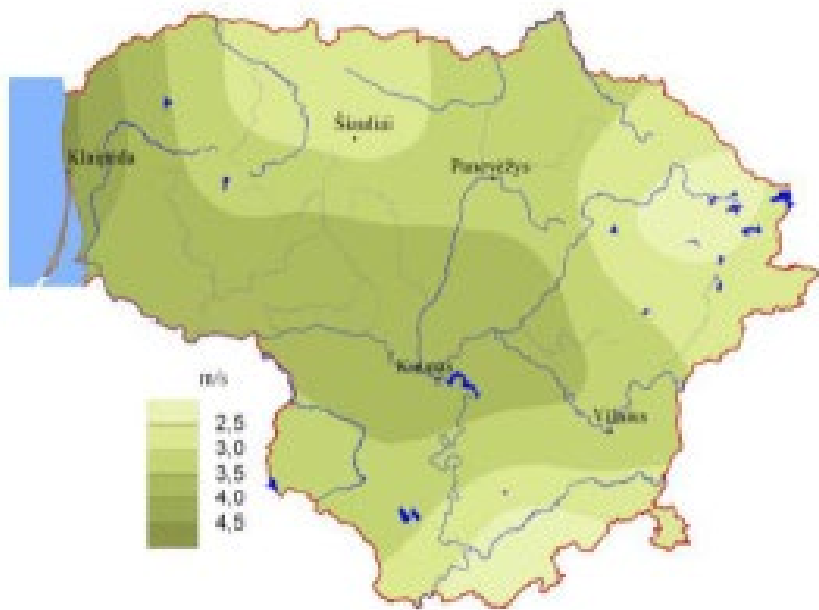 Šiauliai
Klaipėda
Panevėžys
Kaunas
m/s
Vilnius
2,5
3,0
3,5
4,0
4,5